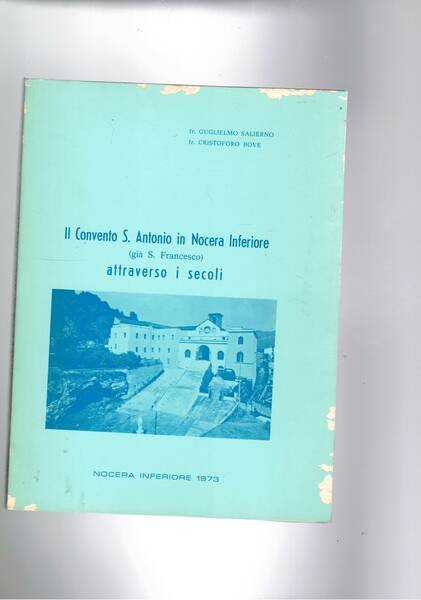 fr. GUGLIELMO SALIERNO
fr. CRISTOFORO BOVE
Il Convento S. Antonio in Nocera Inferiore
(già S. Francesco)
attraverso i secoli
NOCERA INFERIORE 1973